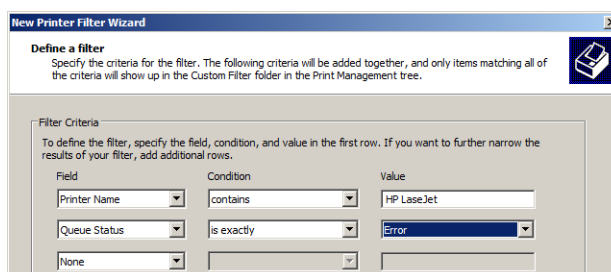 New Printer Filter Wizard
Define a filter
Specify the criteria for the filter. The following criteria will be added together, and only items matching all of
the criteria will show up in the Custom Filter folder in the Print Management tree.
Filter Criteria
To define the filter, specify the field, condition, and value in the first row. If you want to further narrow the
results of your filter, add additional rows.
Field Condition Value
Printer Name contains HP LaseJet
Queue Status is exactly Error
None